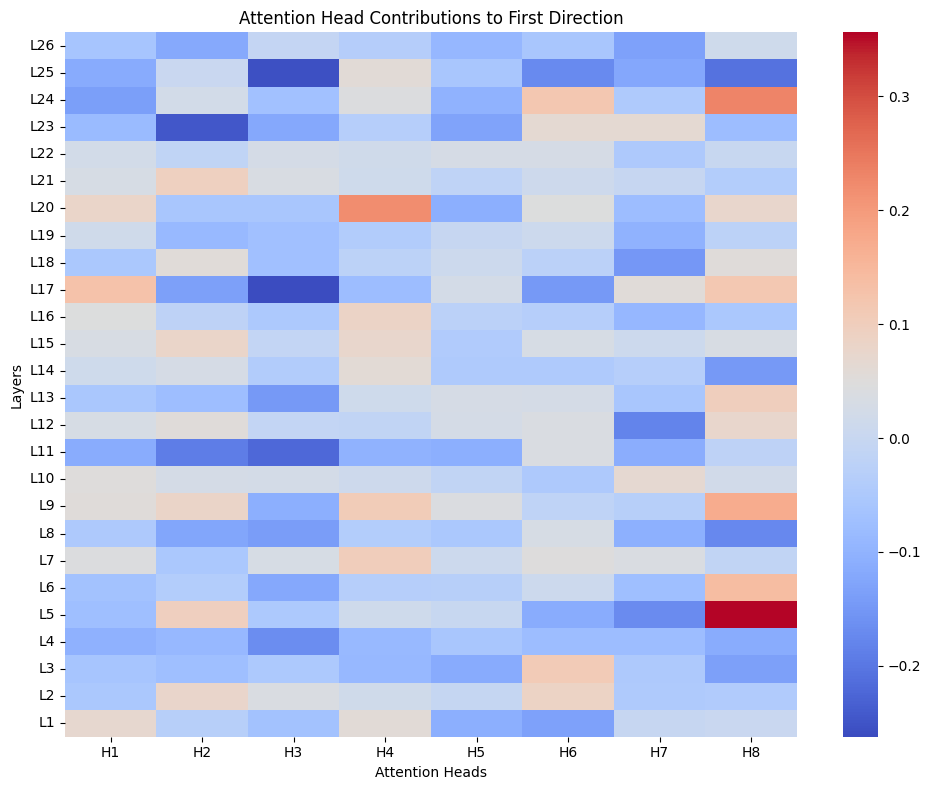 Attention Head Contributions to First Direction
Layers
L26
L25
L24
L23
L22
L21
L20
L19
L18
L17
L16
L15
L14
L13
L12
L11
L10
L9
L8
L7
L6
L5
L4
L3
L2
L1
H1 H2 H3 H4 H5 H6 H7 H8
Attention Heads
0.3
0.2
0.1
0.0
−0.1
−0.2